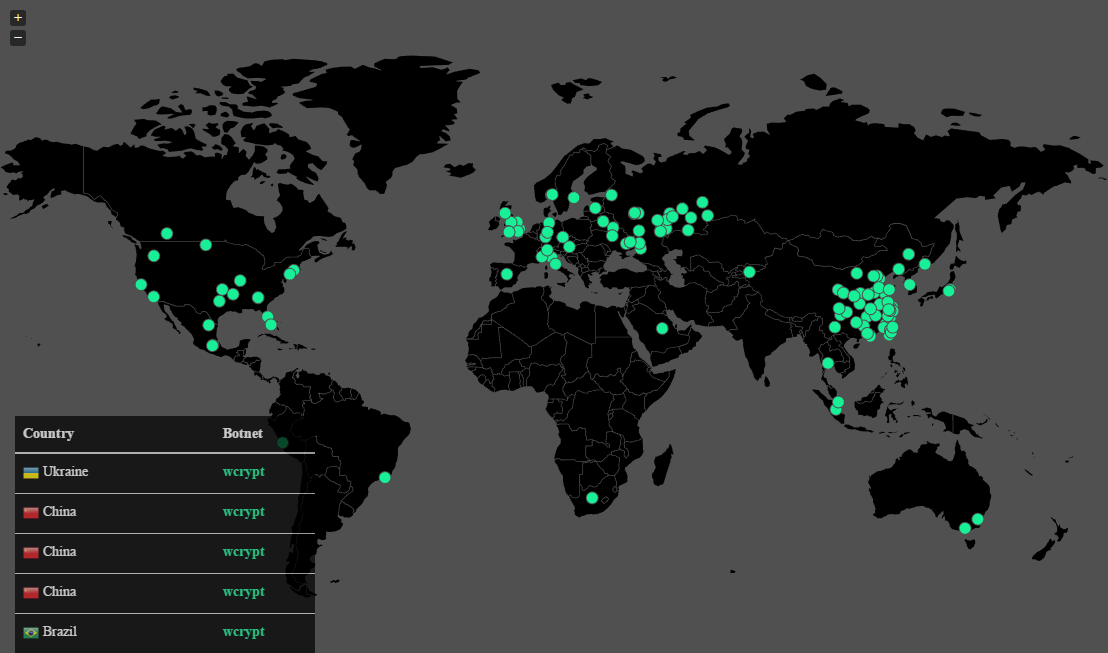 +
−
Country Botnet
Ukraine wcrypt
China wcrypt
China wcrypt
China wcrypt
Brazil wcrypt